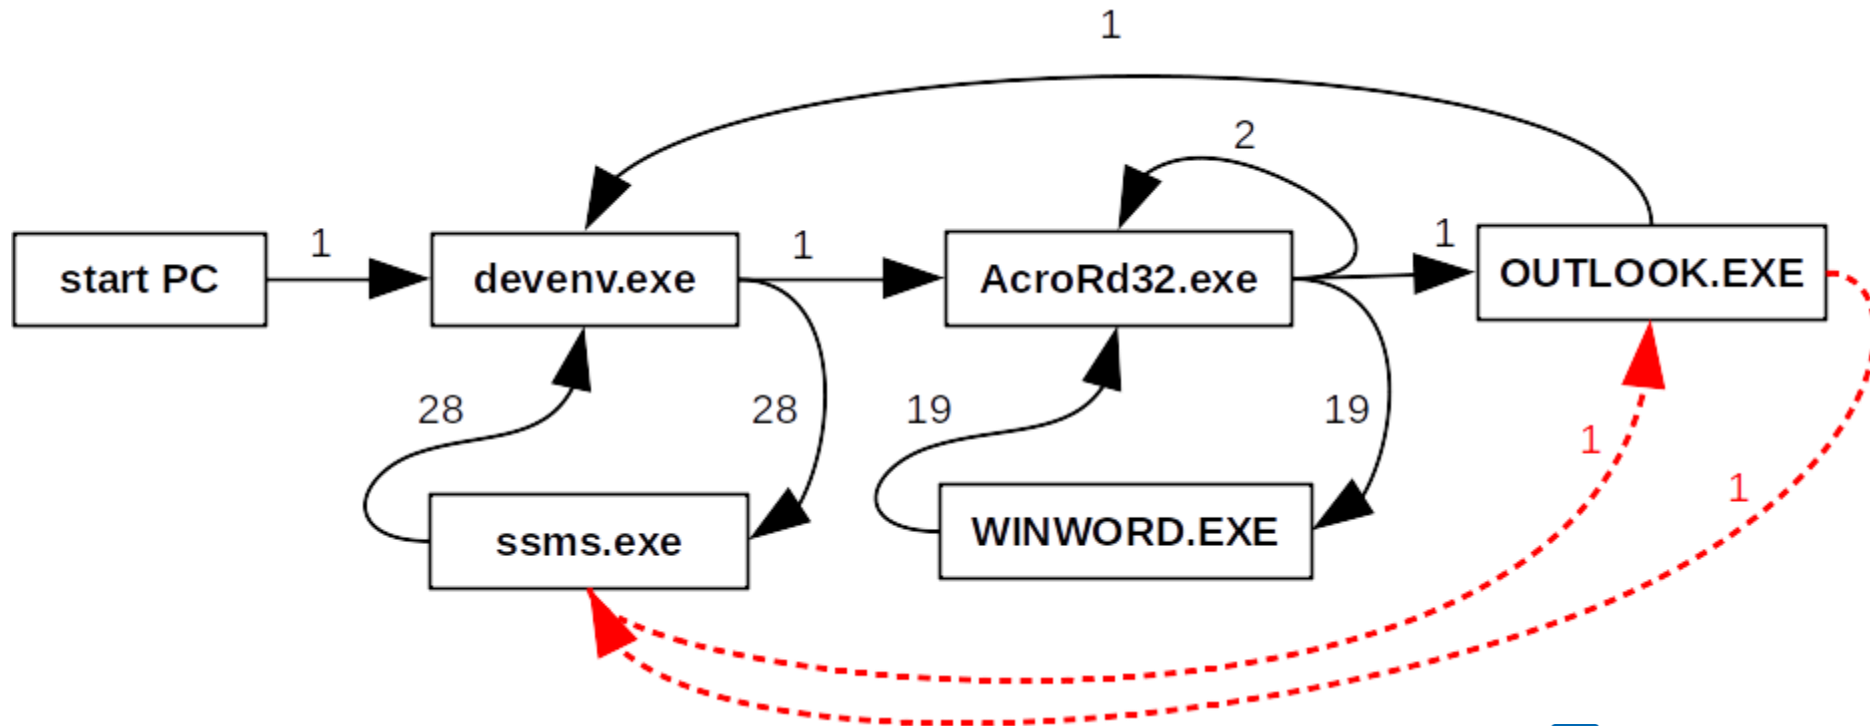 1
2
1
1
1
start PC
devenv.exe
AcroRd32.exe
OUTLOOK.EXE
28
28
19
19
1
1
ssms.exe
WINWORD.EXE